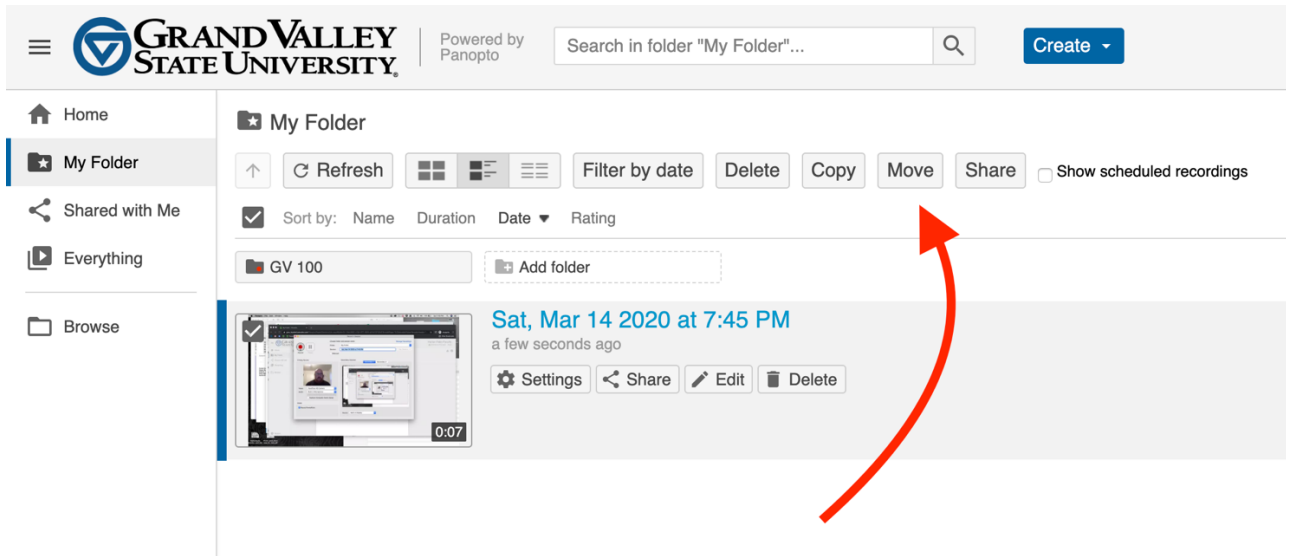 GRAND VALLEY
STATE UNIVERSITY®
Powered by
Panopto
Search in folder "My Folder"...
Create
Home
My Folder
Shared with Me
Everything
Browse
My Folder
Refresh
Filter by date
Delete
Copy
Move
Share
Show scheduled recordings
Sort by: Name Duration Date Rating
GV 100
Add folder
0:07
Sat, Mar 14 2020 at 7:45 PM
a few seconds ago
Settings
Share
Edit
Delete